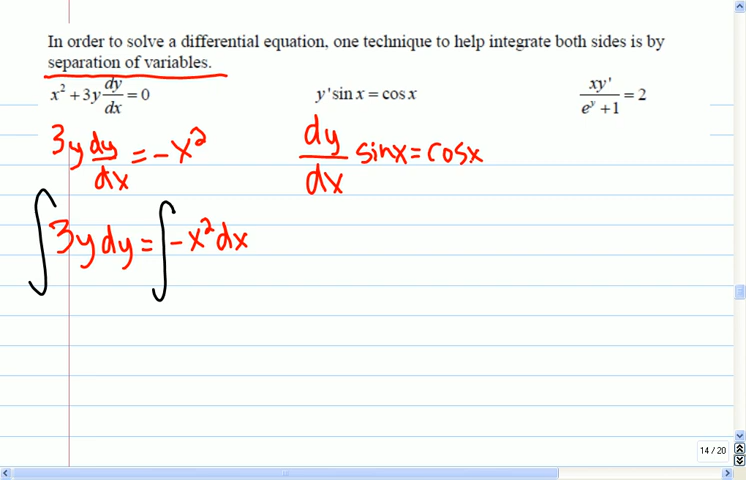 In order to solve a differential equation, one technique to help integrate both sides is by
separation of variables.
x² + 3y dy/dx = 0
y' sin x = cos x
xy'/(eʸ + 1) = 2
3y dy/dx = -x²
dy/dx sinx = cosx
∫ 3y dy = ∫ -x² dx
14 / 20